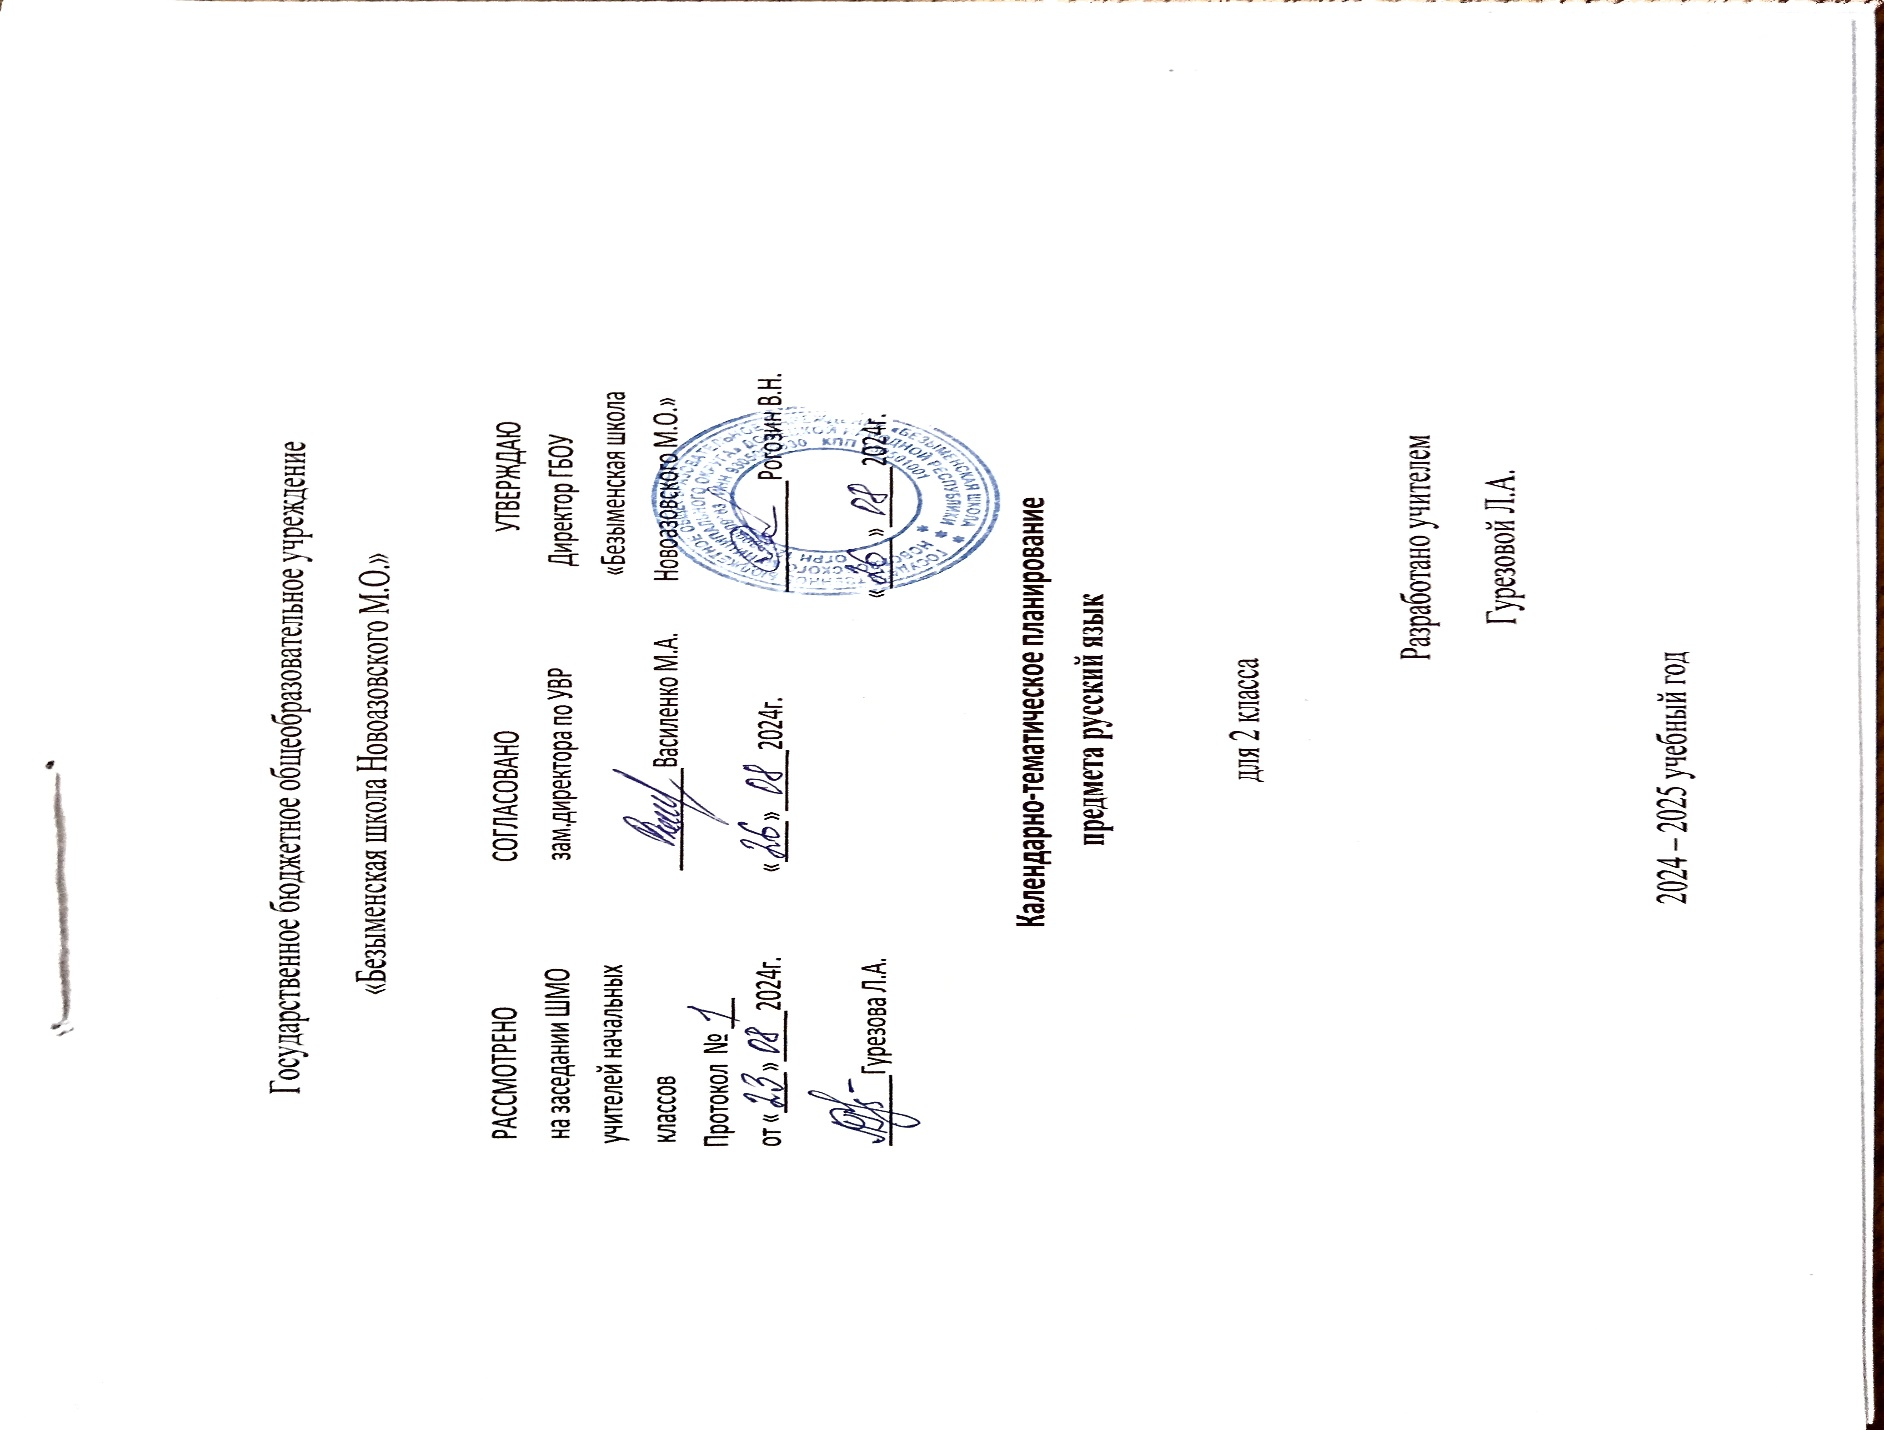 Государственное бюджетное общеобразовательное учреждение
«Безыменская школа Новоазовского М.О.»
РАССМОТРЕНО
на заседании ШМО
учителей начальных
классов
Протокол № 1
от «23» 08 2024г.
Гурезова Л.А.
СОГЛАСОВАНО
зам.директора по УВР
Василенко М.А.
«26» 08 2024г.
УТВЕРЖДАЮ
Директор ГБОУ
«Безыменская школа
Новоазовского М.О.»
Рогозин В.Н.
«26» 08 2024г.
Календарно-тематическое планирование
предмета русский язык
для 2 класса
Разработано учителем
Гурезовой Л.А.
2024 – 2025 учебный год